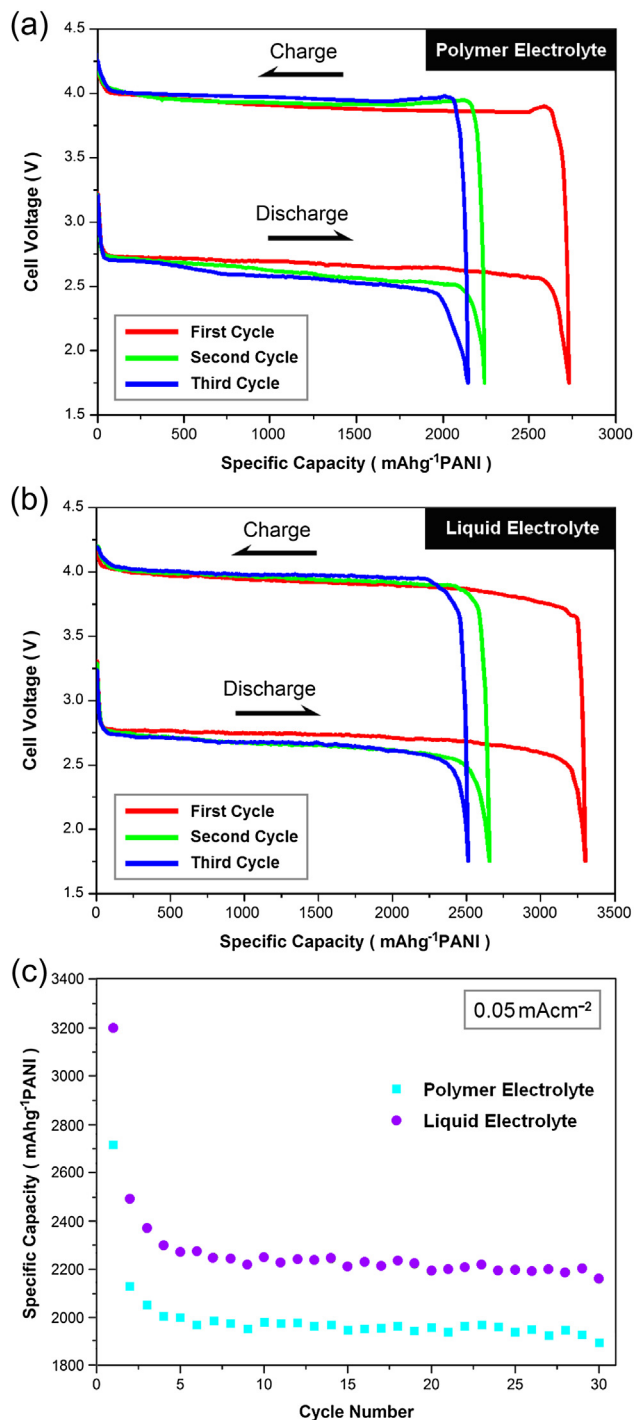 (a)
Polymer Electrolyte
Charge
Discharge
First Cycle
Second Cycle
Third Cycle
Cell Voltage (V)
4.5
4.0
3.5
3.0
2.5
2.0
1.5
0 500 1000 1500 2000 2500 3000
Specific Capacity ( mAhg⁻¹PANI )
(b)
Liquid Electrolyte
Charge
Discharge
First Cycle
Second Cycle
Third Cycle
Cell Voltage (V)
4.5
4.0
3.5
3.0
2.5
2.0
1.5
0 500 1000 1500 2000 2500 3000 3500
Specific Capacity ( mAhg⁻¹PANI )
(c)
0.05 mAcm⁻²
Polymer Electrolyte
Liquid Electrolyte
Specific Capacity ( mAhg⁻¹PANI )
3400
3200
3000
2800
2600
2400
2200
2000
1800
0 5 10 15 20 25 30
Cycle Number